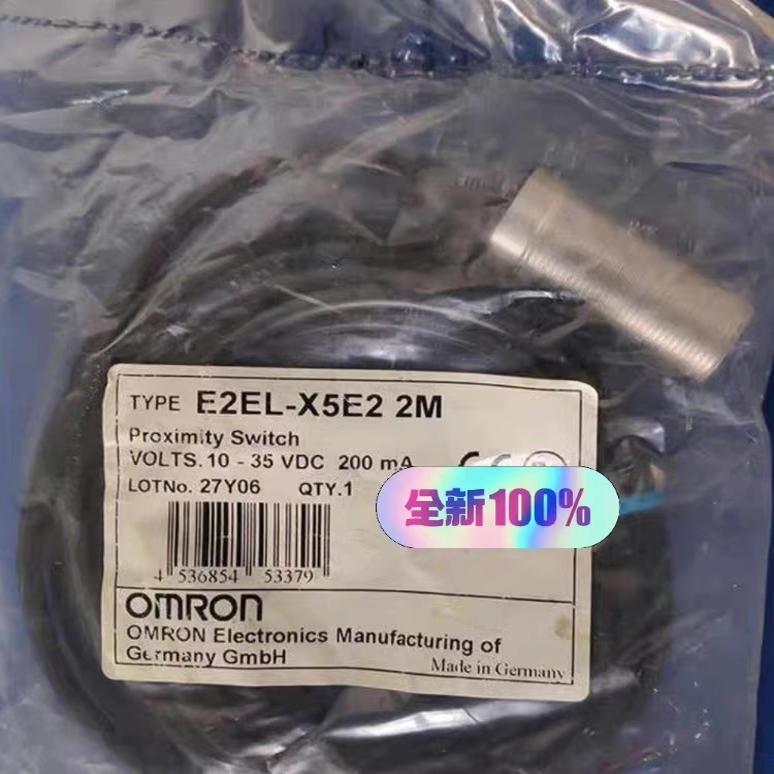 TYPE E2EL-X5E2 2M
Proximity Switch
VOLTS. 10 - 35 VDC 200 mA
LOTNo. 27Y06 QTY.1
全新100%
4 536854 53379
OMRON
OMRON Electronics Manufacturing of
Germany GmbH
Made in Germany